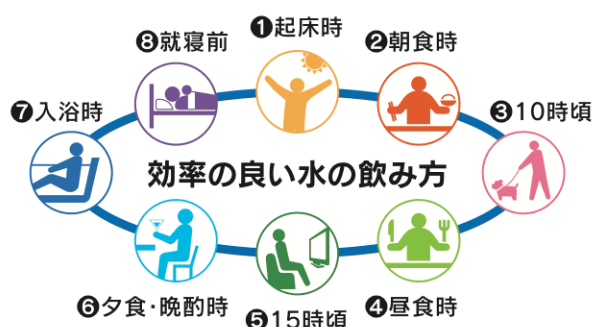 ❶起床時
❷朝食時
❸10時頃
❹昼食時
❺15時頃
❻夕食・晩酌時
❼入浴時
❽就寝前
効率の良い水の飲み方